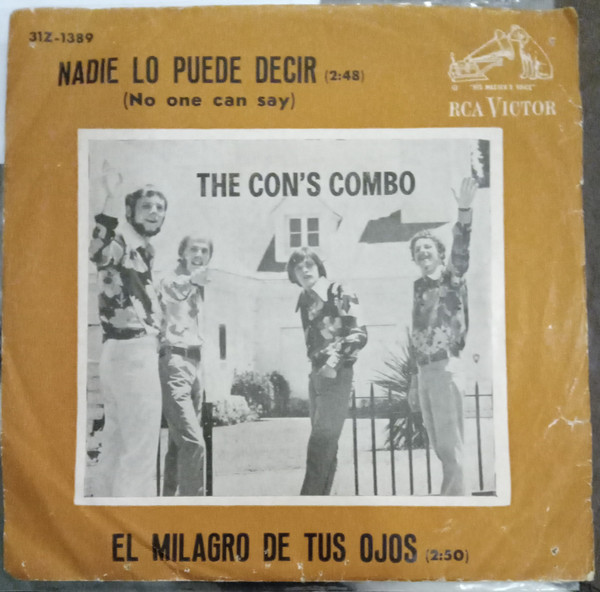 31Z-1389
NADIE LO PUEDE DECIR (2:48)
(No one can say)
"HIS MASTER'S VOICE"
RCA VICTOR
THE CON'S COMBO
EL MILAGRO DE TUS OJOS (2:50)